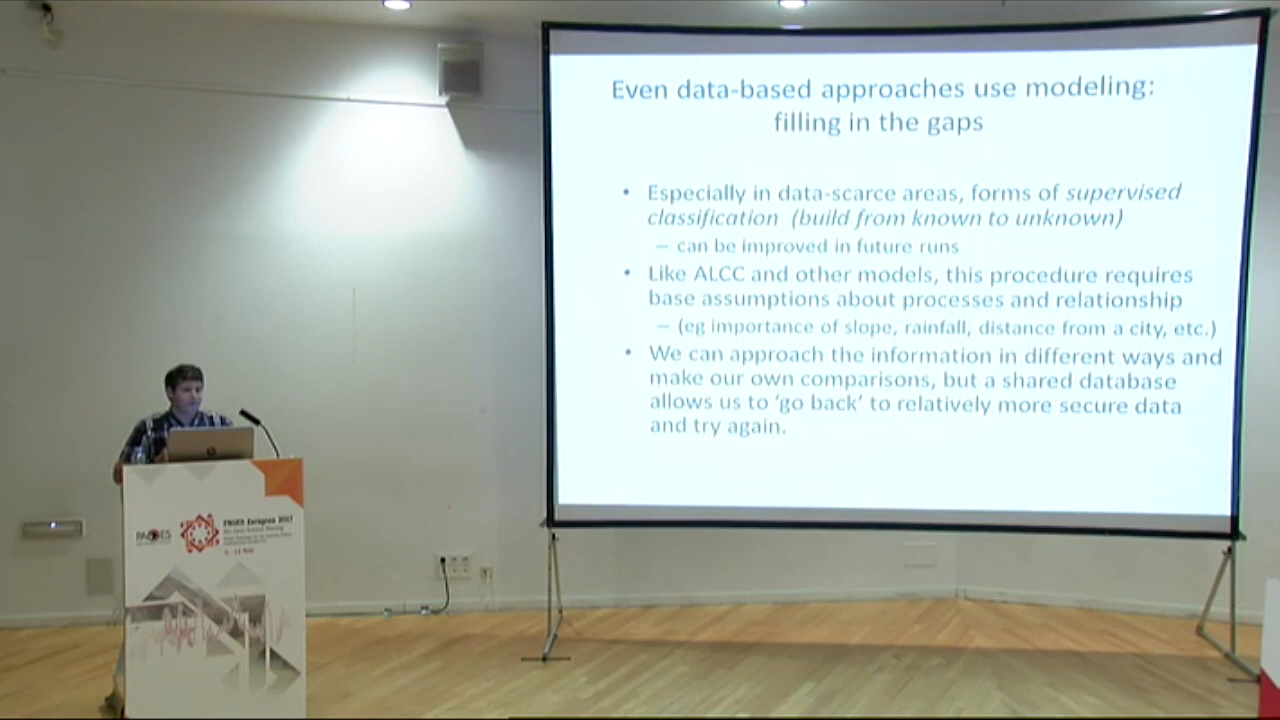 Even data-based approaches use modeling:
filling in the gaps
• Especially in data-scarce areas, forms of supervised
classification (build from known to unknown)
– can be improved in future runs
• Like ALCC and other models, this procedure requires
base assumptions about processes and relationship
– (eg importance of slope, rainfall, distance from a city, etc.)
• We can approach the information in different ways and
make our own comparisons, but a shared database
allows us to ‘go back’ to relatively more secure data
and try again.
hp
PAGES
Zaragoza 2017